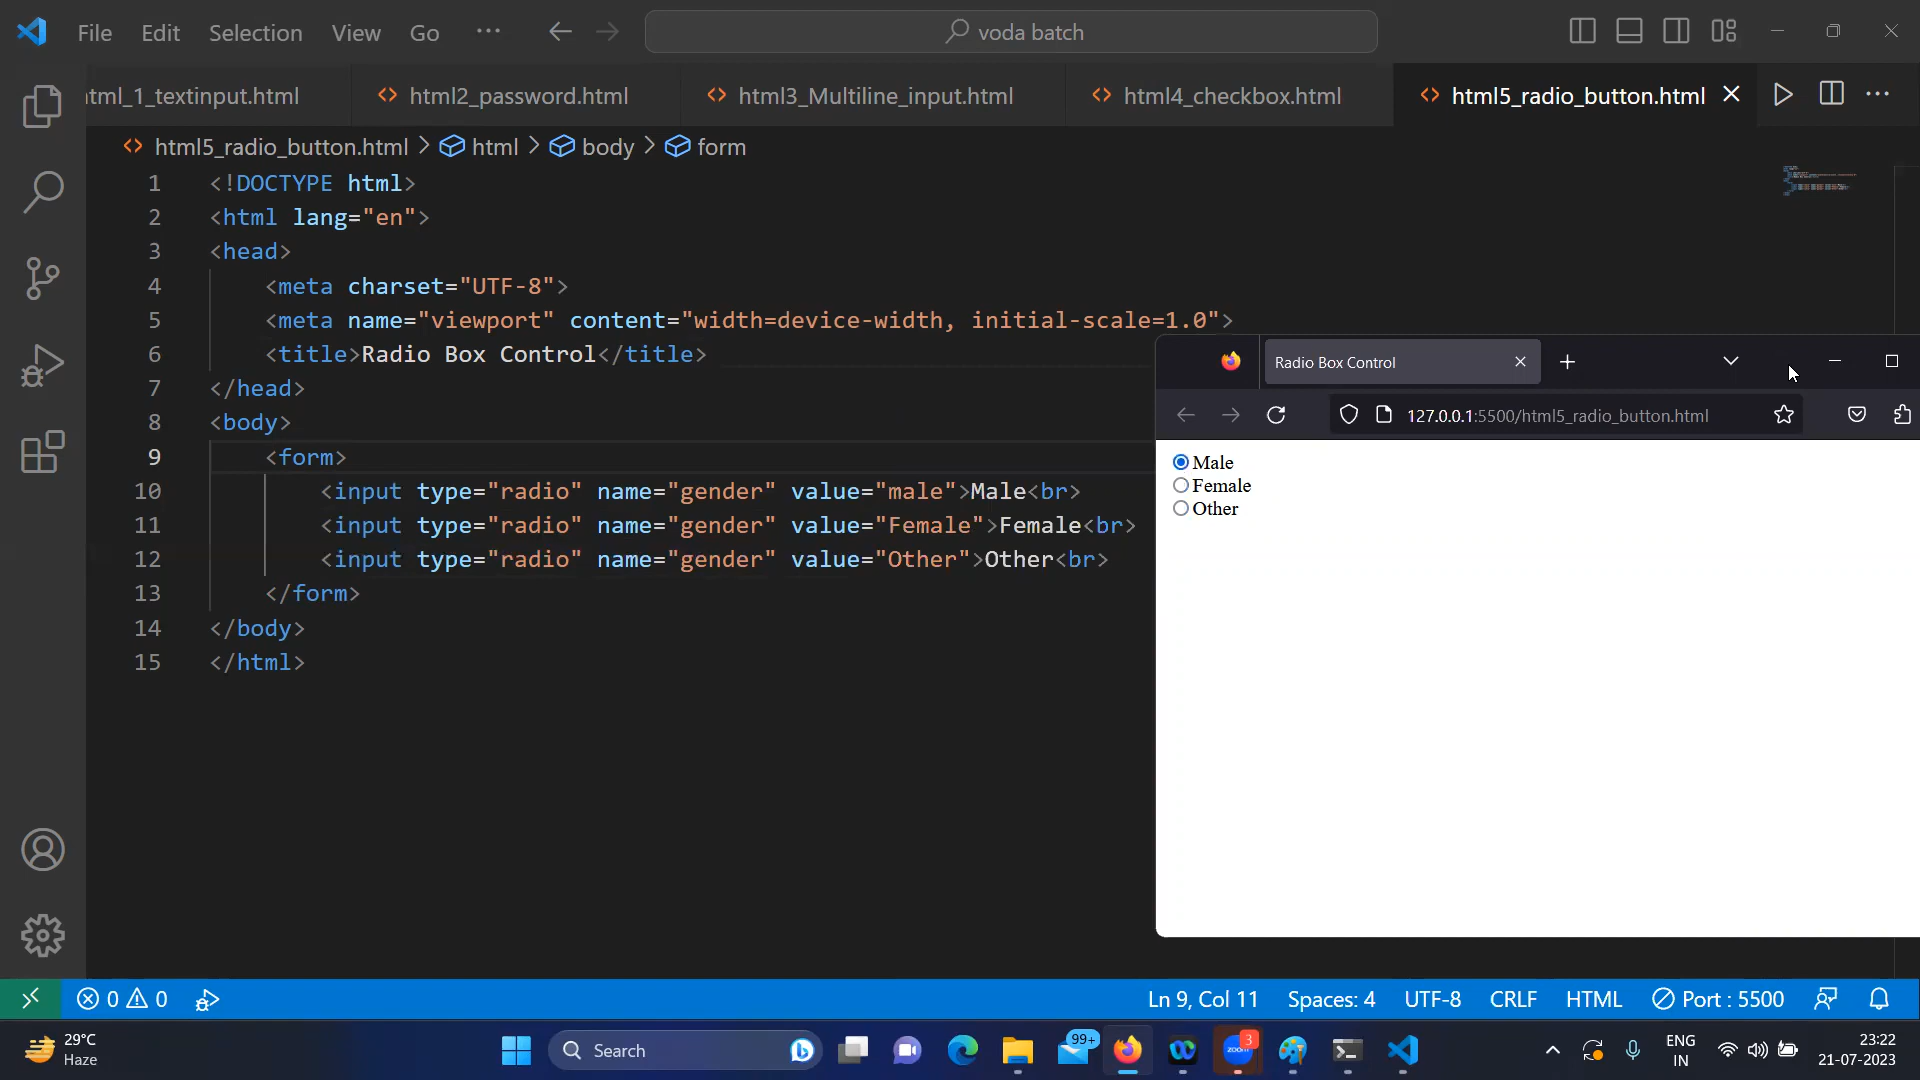 File Edit Selection View Go ... voda batch
tml_1_textinput.html html2_password.html html3_Multiline_input.html html4_checkbox.html html5_radio_button.html
html5_radio_button.html > html > body > form
1 <!DOCTYPE html>
2 <html lang="en">
3 <head>
4 <meta charset="UTF-8">
5 <meta name="viewport" content="width=device-width, initial-scale=1.0">
6 <title>Radio Box Control</title>
7 </head>
8 <body>
9 <form>
10 <input type="radio" name="gender" value="male">Male<br>
11 <input type="radio" name="gender" value="Female">Female<br>
12 <input type="radio" name="gender" value="Other">Other<br>
13 </form>
14 </body>
15 </html>
Radio Box Control
127.0.0.1:5500/html5_radio_button.html
Male
Female
Other
0 0 Ln 9, Col 11 Spaces: 4 UTF-8 CRLF HTML Port : 5500
29°C
Haze
Search
99+
zoom
3
ENG
IN
23:22
21-07-2023